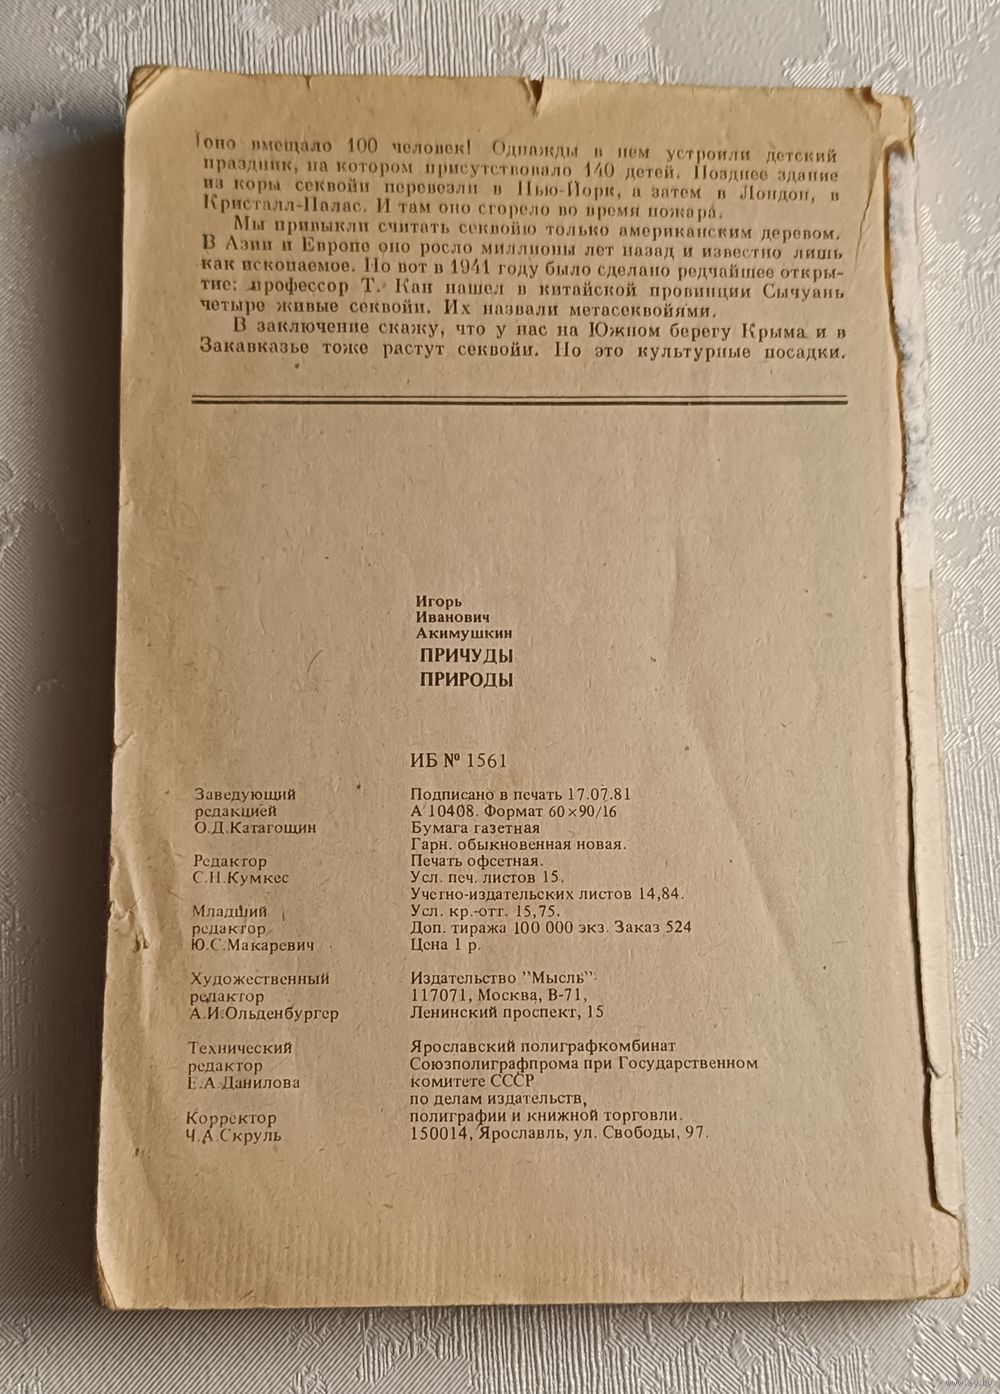 оно вмещало 100 человек! Однажды в нем устроили детский
праздник, на котором присутствовало 140 детей. Позднее здание
из коры секвойи перевезли в Нью-Йорк, а затем в Лондон, в
Кристалл-Палас. И там оно сгорело во время пожара.
Мы привыкли считать секвойю только американским деревом.
В Азии и Европе оно росло миллионы лет назад и известно лишь
как ископаемое. Но вот в 1941 году было сделано редчайшее откры-
тие: профессор Т. Кан нашел в китайской провинции Сычуань
четыре живые секвойи. Их назвали метасеквойями.
В заключение скажу, что у нас на Южном берегу Крыма и в
Закавказье тоже растут секвойи. Но это культурные посадки.
Игорь
Иванович
Акимушкин
ПРИЧУДЫ
ПРИРОДЫ
ИБ № 1561
Заведующий
редакцией
О.Д.Катагощин
Редактор
С.Н.Кумкес
Младший
редактор
Ю.С.Макаревич
Художественный
редактор
А.И.Ольденбургер
Технический
редактор
Е.А.Данилова
Корректор
Ч.А.Скруль
Подписано в печать 17.07.81
А 10408. Формат 60×90/16
Бумага газетная
Гарн. обыкновенная новая.
Печать офсетная.
Усл. печ. листов 15.
Учетно-издательских листов 14,84.
Усл. кр.-отт. 15,75.
Доп. тиража 100 000 экз. Заказ 524
Цена 1 р.
Издательство "Мысль".
117071, Москва, В-71,
Ленинский проспект, 15
Ярославский полиграфкомбинат
Союзполиграфпрома при Государственном
комитете СССР
по делам издательств,
полиграфии и книжной торговли.
150014, Ярославль, ул. Свободы, 97.
www.ay.by